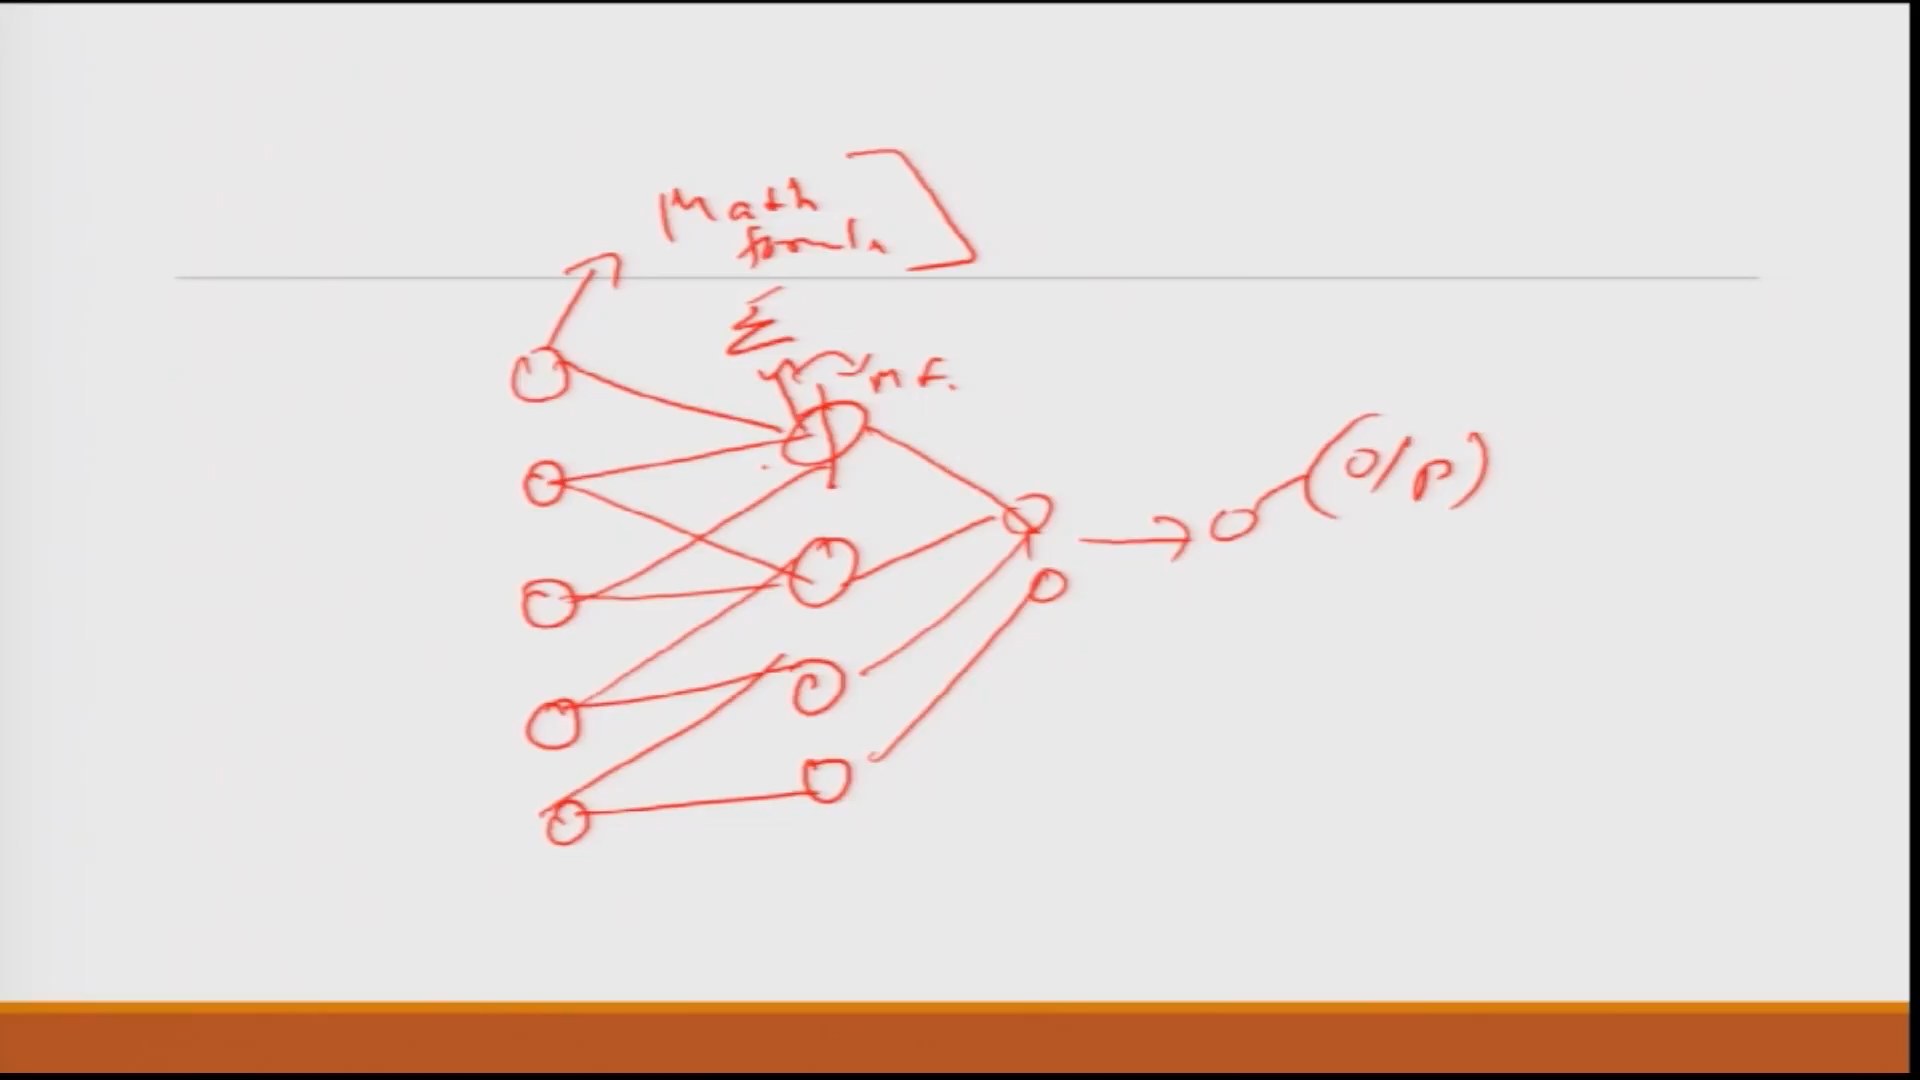 Math
formula
Σ
m f.
(O/P)